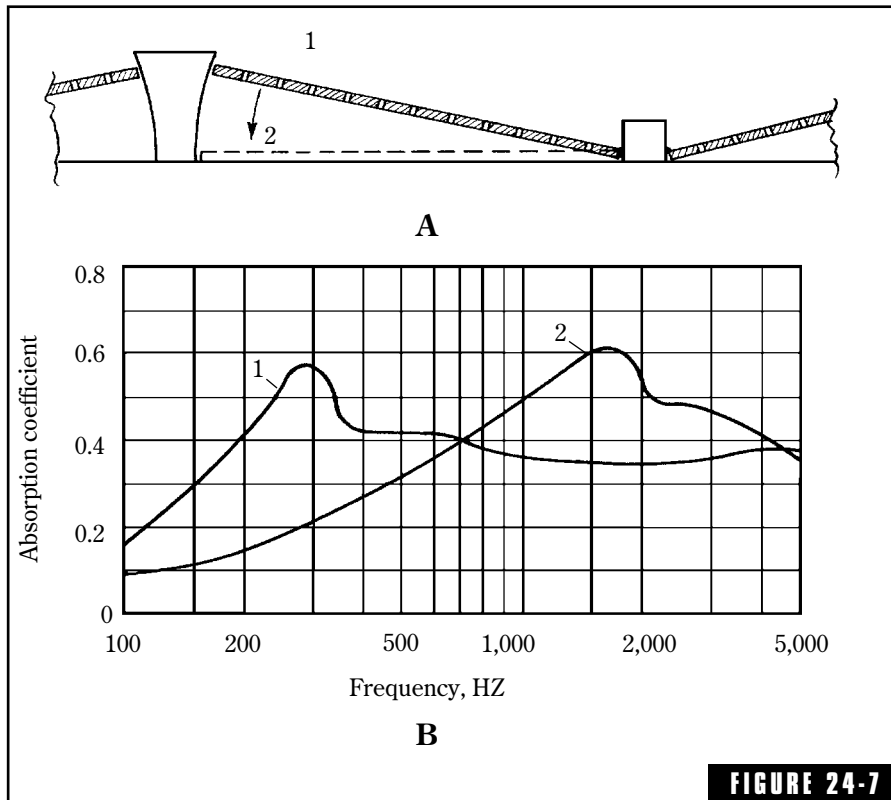 1
2
A
0.8
0.6
0.4
0.2
0
Absorption coefficient
1
2
100 200 500 1,000 2,000 5,000
Frequency, HZ
B
FIGURE 24-7